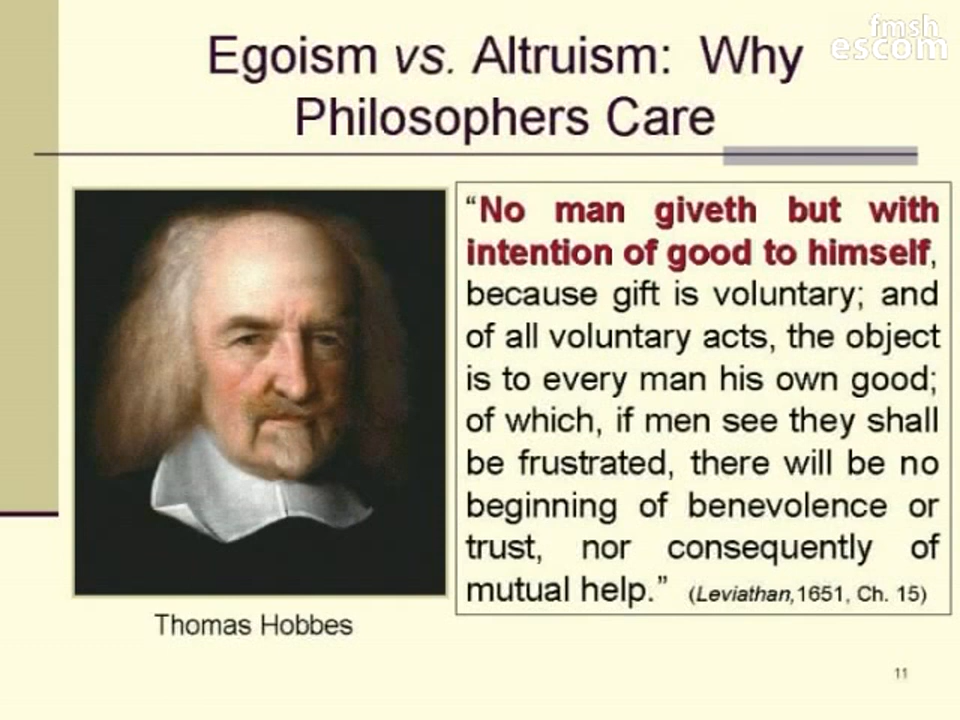 fmsh
escom
Egoism vs. Altruism: Why
Philosophers Care
“No man giveth but with
intention of good to himself,
because gift is voluntary; and
of all voluntary acts, the object
is to every man his own good;
of which, if men see they shall
be frustrated, there will be no
beginning of benevolence or
trust, nor consequently of
mutual help.” (Leviathan,1651, Ch. 15)
Thomas Hobbes
11